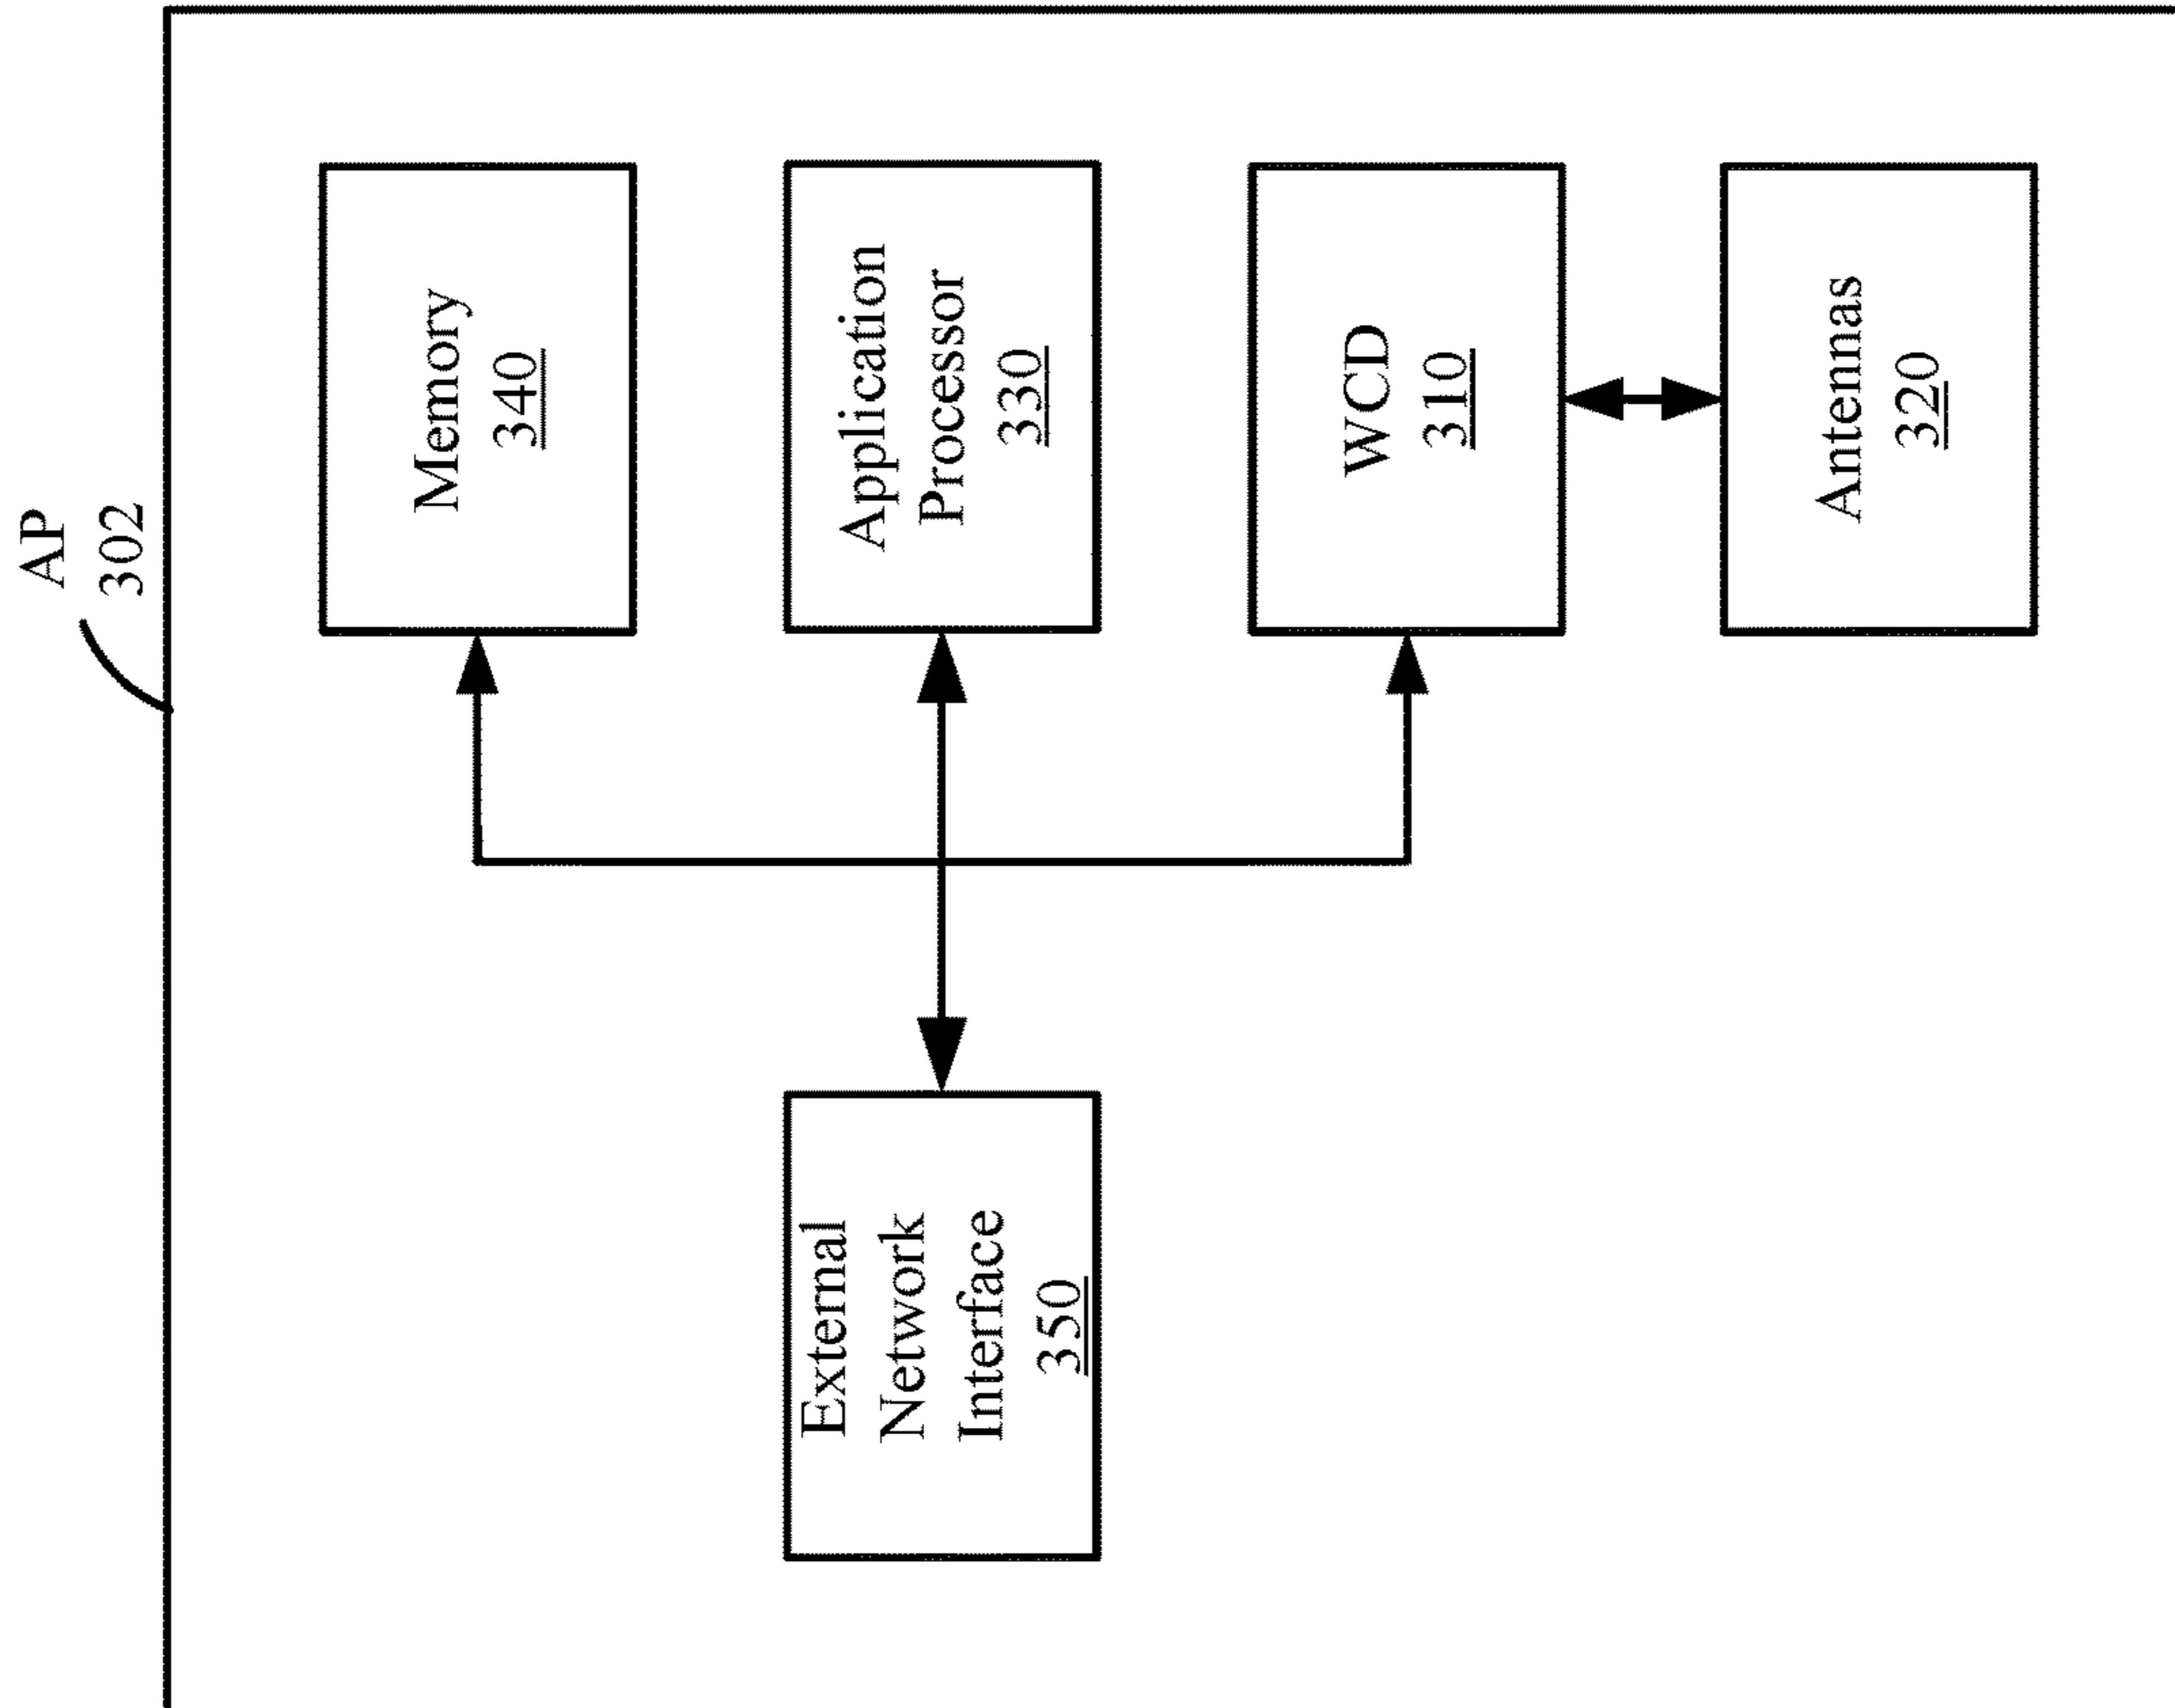 AP
302
Memory
340
Application
Processor
330
WCD
310
Antennas
320
External
Network
Interface
350